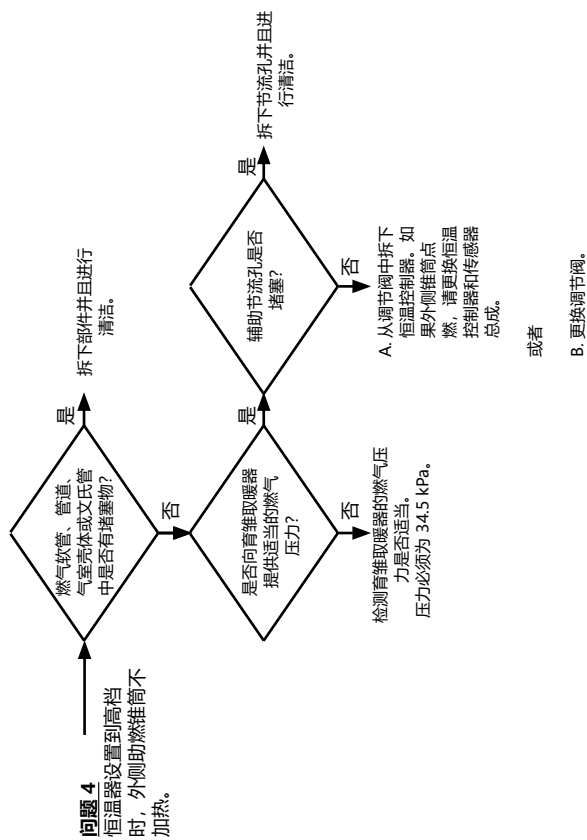 问题 4
恒温器设置到高档
时，外侧助燃锥筒不
加热。
燃气软管、管道、
气室壳体或文氏管
中是否有堵塞物？
是
拆下部件并且进行
清洁。
否
是否向育雏取暖器
提供适当的燃气
压力？
否
检测育雏取暖器的燃气压
力是否适当。
压力必须为 34.5 kPa。
是
辅助节流孔是否
堵塞？
是
拆下节流孔并且进
行清洁。
否
A. 从调节阀中拆下
恒温控制器。如
果外侧锥筒点
燃，请更换恒温
控制器和传感器
总成。
或者
B. 更换调节阀。